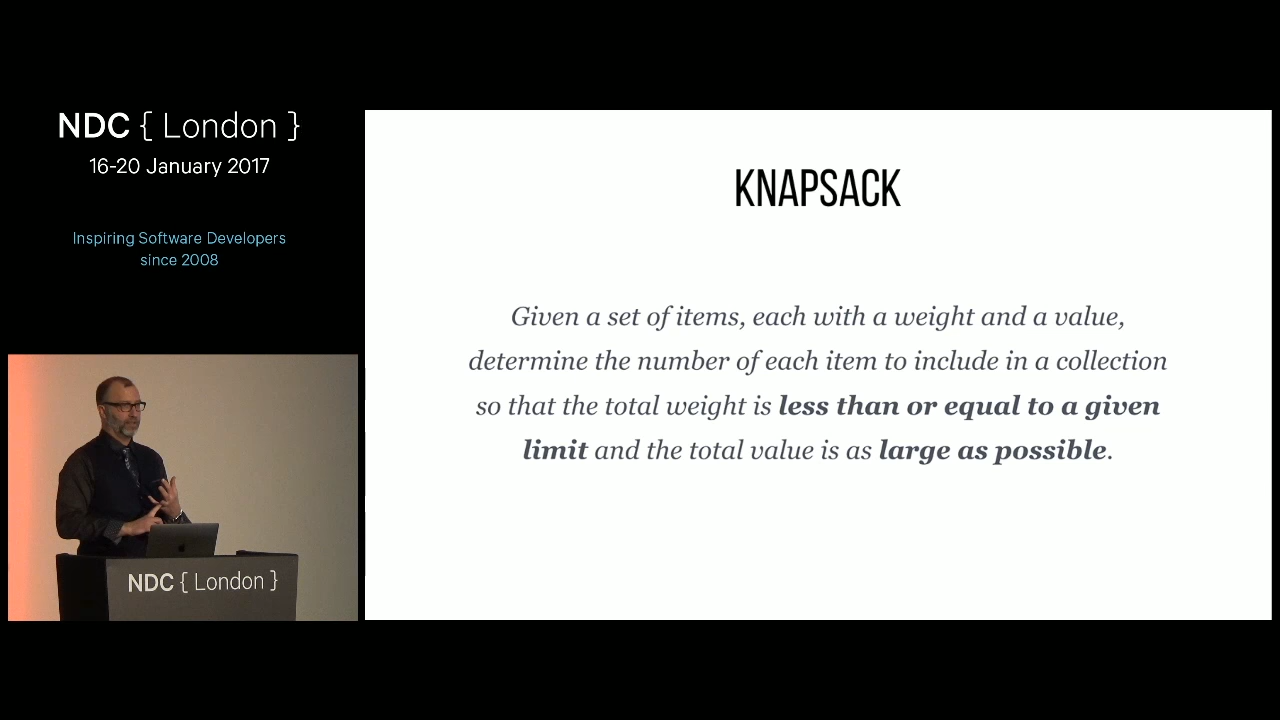 NDC { London }
16-20 January 2017
Inspiring Software Developers
since 2008
KNAPSACK
Given a set of items, each with a weight and a value,
determine the number of each item to include in a collection
so that the total weight is less than or equal to a given
limit and the total value is as large as possible.
NDC { London }